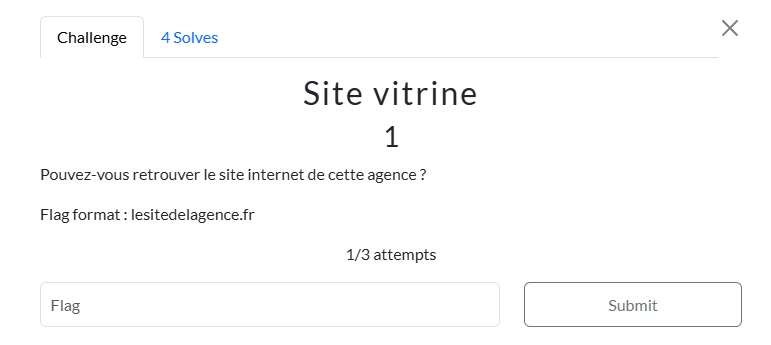 Challenge
4 Solves
Site vitrine
1
Pouvez-vous retrouver le site internet de cette agence ?
Flag format : lesitedelagence.fr
1/3 attempts
Flag
Submit